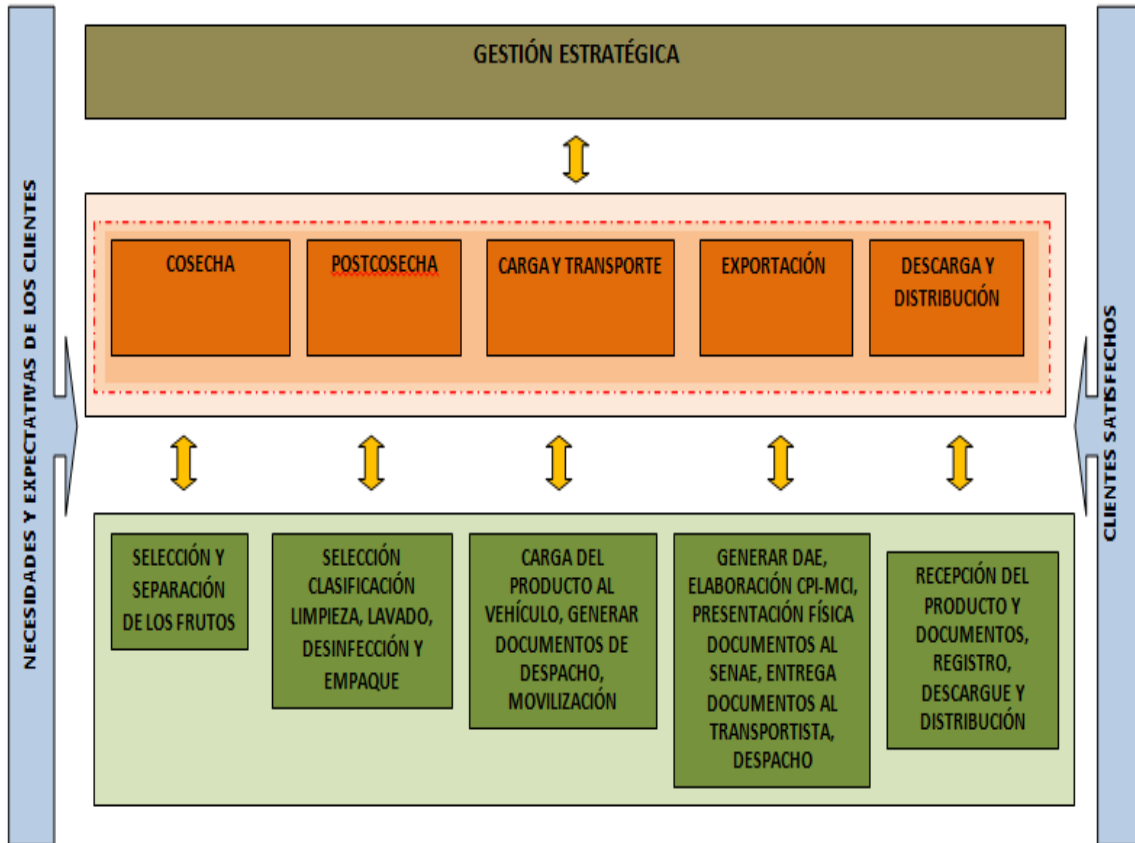 NECESIDADES Y EXPECTATIVAS DE LOS CLIENTES
GESTIÓN ESTRATÉGICA
COSECHA
POSTCOSECHA
CARGA Y TRANSPORTE
EXPORTACIÓN
DESCARGA Y
DISTRIBUCIÓN
SELECCIÓN Y
SEPARACIÓN
DE LOS FRUTOS
SELECCIÓN
CLASIFICACIÓN
LIMPIEZA, LAVADO,
DESINFECCIÓN Y
EMPAQUE
CARGA DEL
PRODUCTO AL
VEHÍCULO, GENERAR
DOCUMENTOS DE
DESPACHO,
MOVILIZACIÓN
GENERAR DAE,
ELABORACIÓN CPI-MCI,
PRESENTACIÓN FÍSICA
DOCUMENTOS AL
SENAE, ENTREGA
DOCUMENTOS AL
TRANSPORTISTA,
DESPACHO
RECEPCIÓN DEL
PRODUCTO Y
DOCUMENTOS,
REGISTRO,
DESCARGUE Y
DISTRIBUCIÓN
CLIENTES SATISFECHOS